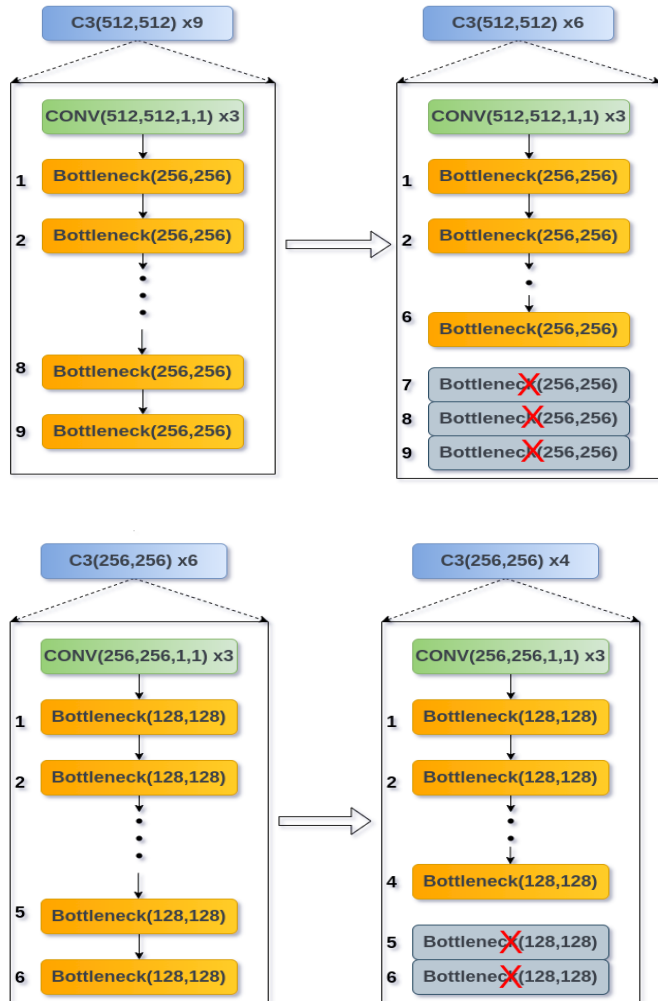 C3(512,512) x9
CONV(512,512,1,1) x3
1 Bottleneck(256,256)
2 Bottleneck(256,256)
8 Bottleneck(256,256)
9 Bottleneck(256,256)
C3(512,512) x6
CONV(512,512,1,1) x3
1 Bottleneck(256,256)
2 Bottleneck(256,256)
6 Bottleneck(256,256)
7 Bottleneck(256,256)
8 Bottleneck(256,256)
9 Bottleneck(256,256)
C3(256,256) x6
CONV(256,256,1,1) x3
1 Bottleneck(128,128)
2 Bottleneck(128,128)
5 Bottleneck(128,128)
6 Bottleneck(128,128)
C3(256,256) x4
CONV(256,256,1,1) x3
1 Bottleneck(128,128)
2 Bottleneck(128,128)
4 Bottleneck(128,128)
5 Bottleneck(128,128)
6 Bottleneck(128,128)